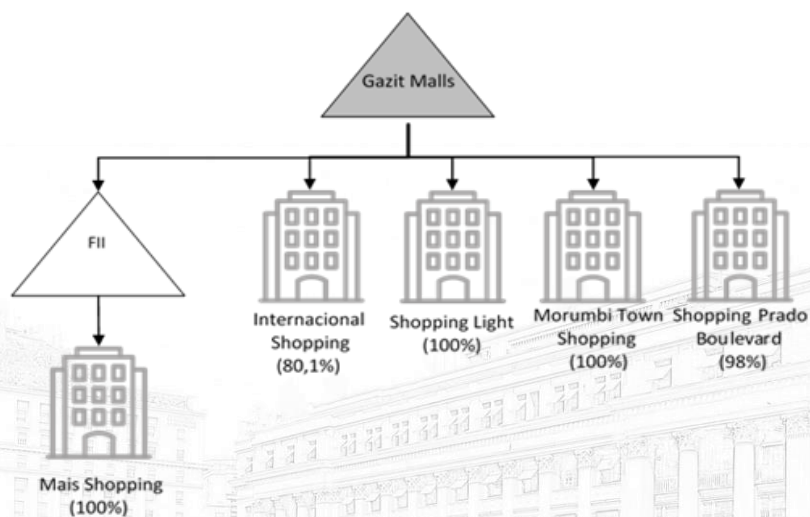 Gazit Malls
FII
Internacional
Shopping
(80,1%)
Shopping Light
(100%)
Morumbi Town
Shopping
(100%)
Shopping Prado
Boulevard
(98%)
Mais Shopping
(100%)